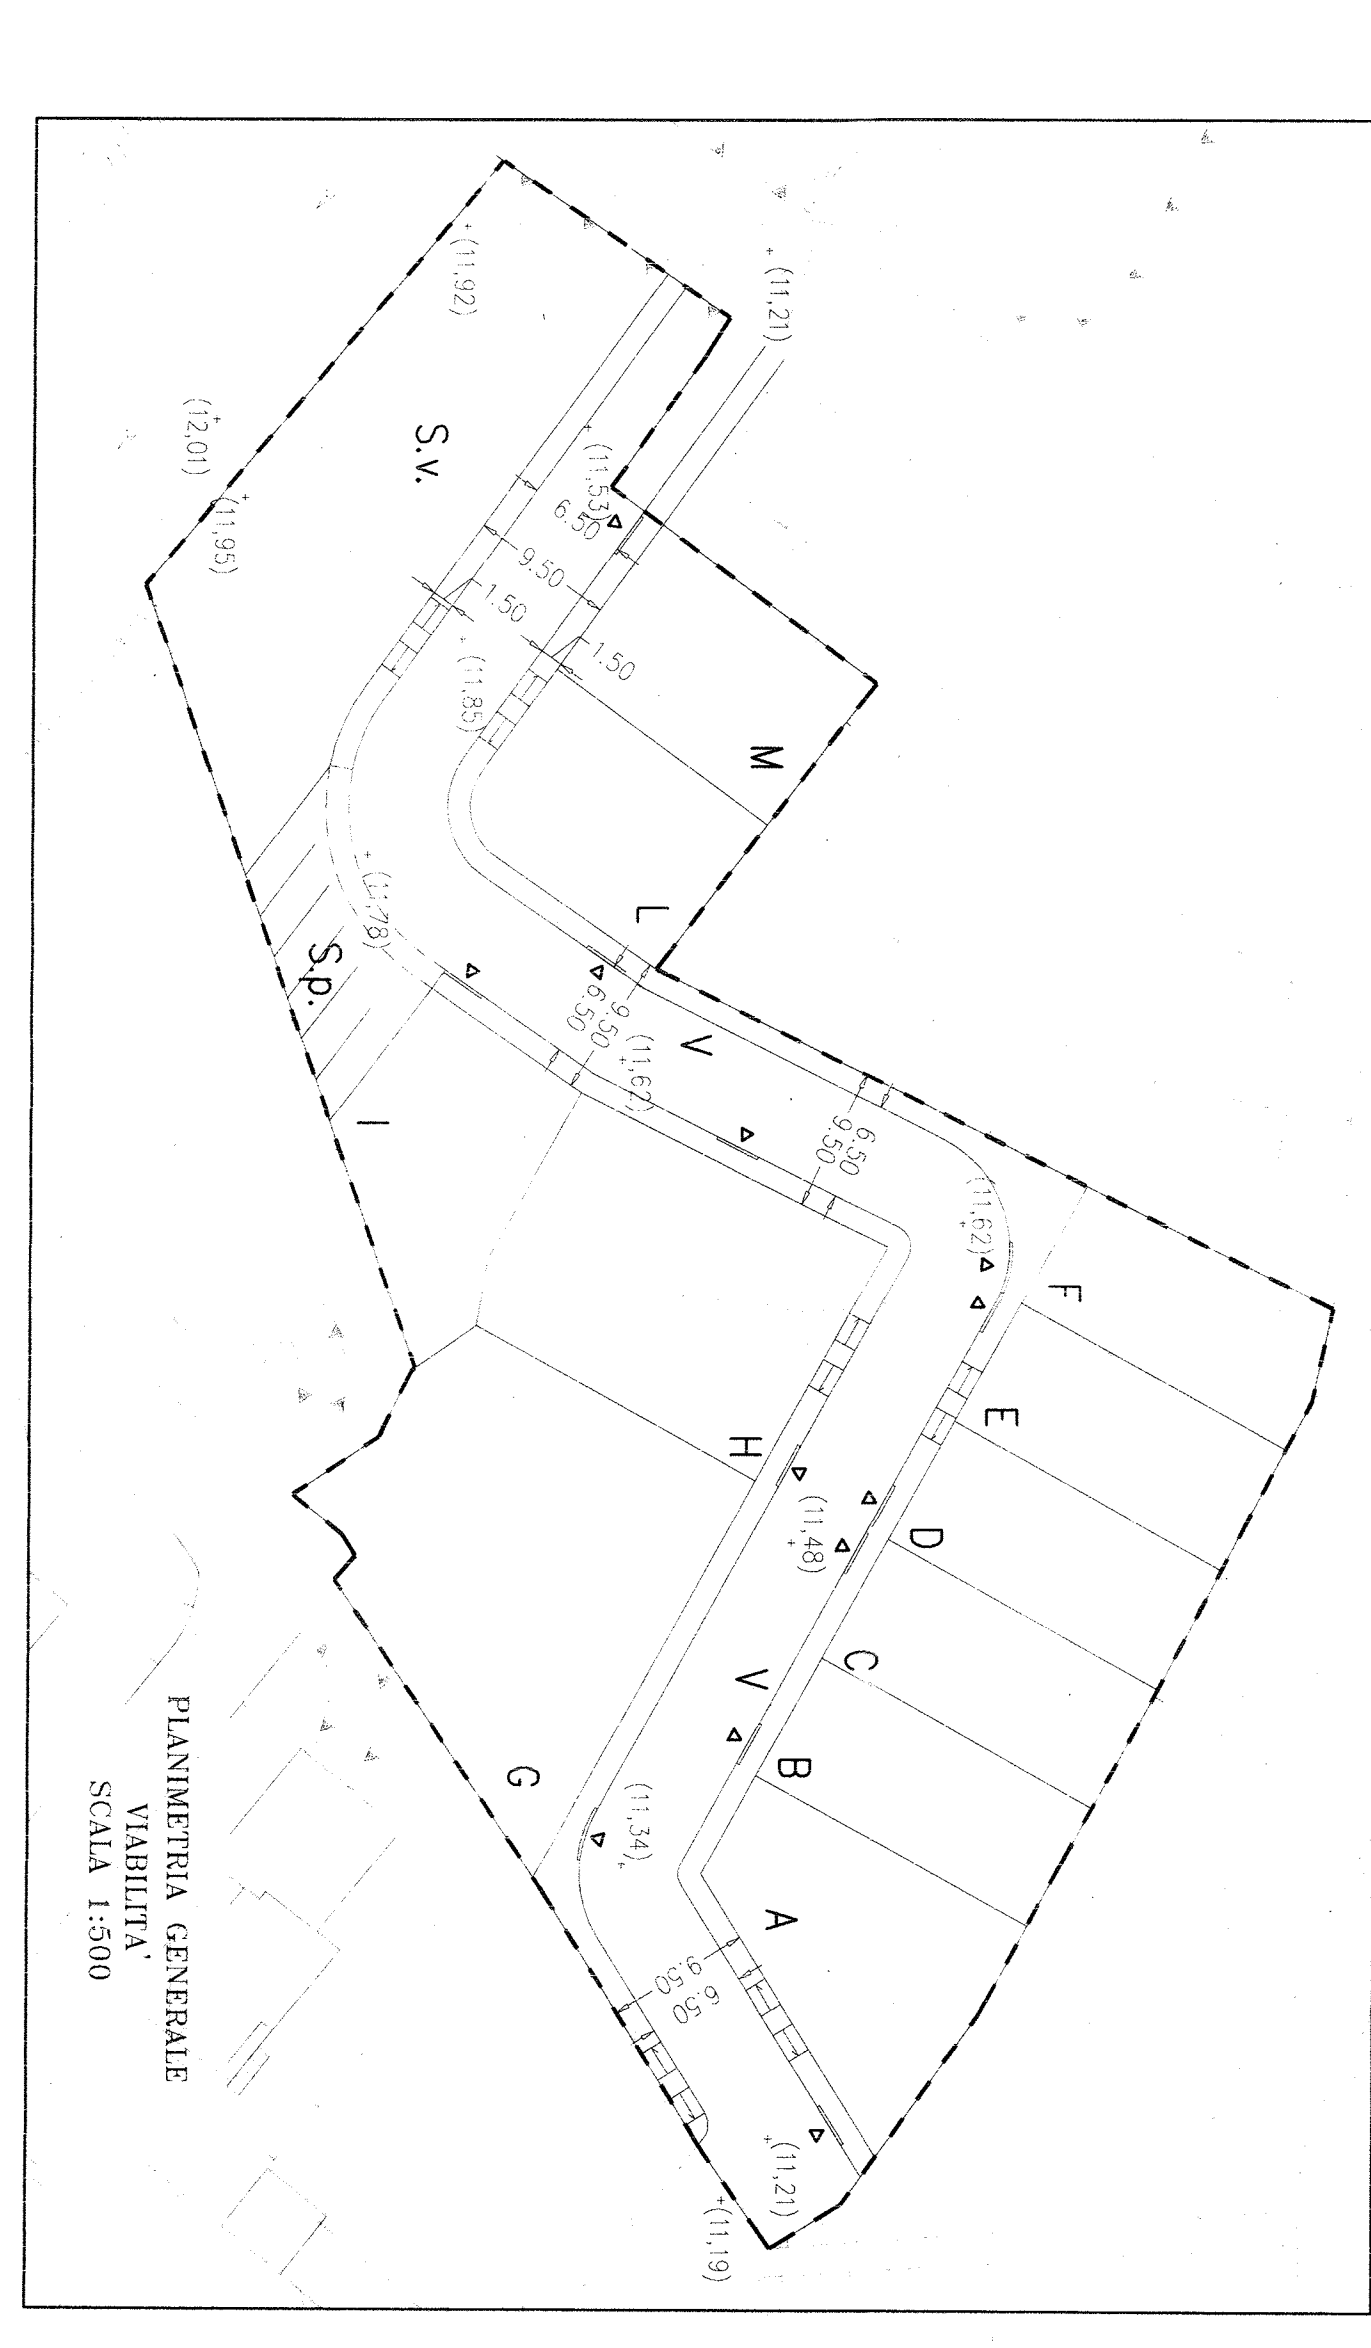 (11,92)
(11,21)
(12,01)
(11,95)
S.v.
(11,53)
6.50
9.50
1.50
1.50
(11,85)
M
L
(11,78)
S.p.
I
9.50
6.50
(11,62)
V
6.50
9.50
(11,62)
F
E
D
C
B
A
H
(11,48)
V
G
(11,34)
9.50
6.50
(11,21)
(11,19)
PLANIMETRIA GENERALE
VIABILITA'
SCALA 1:500